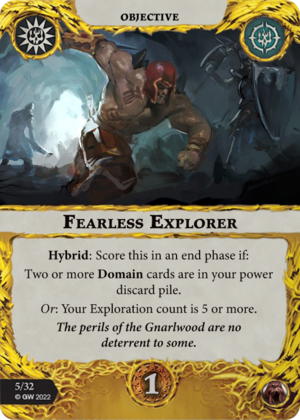 OBJECTIVE
FEARLESS EXPLORER
Hybrid: Score this in an end phase if:
Two or more Domain cards are in your power
discard pile.
Or: Your Exploration count is 5 or more.
The perils of the Gnarlwood are no
deterrent to some.
5/32
© GW 2022
1